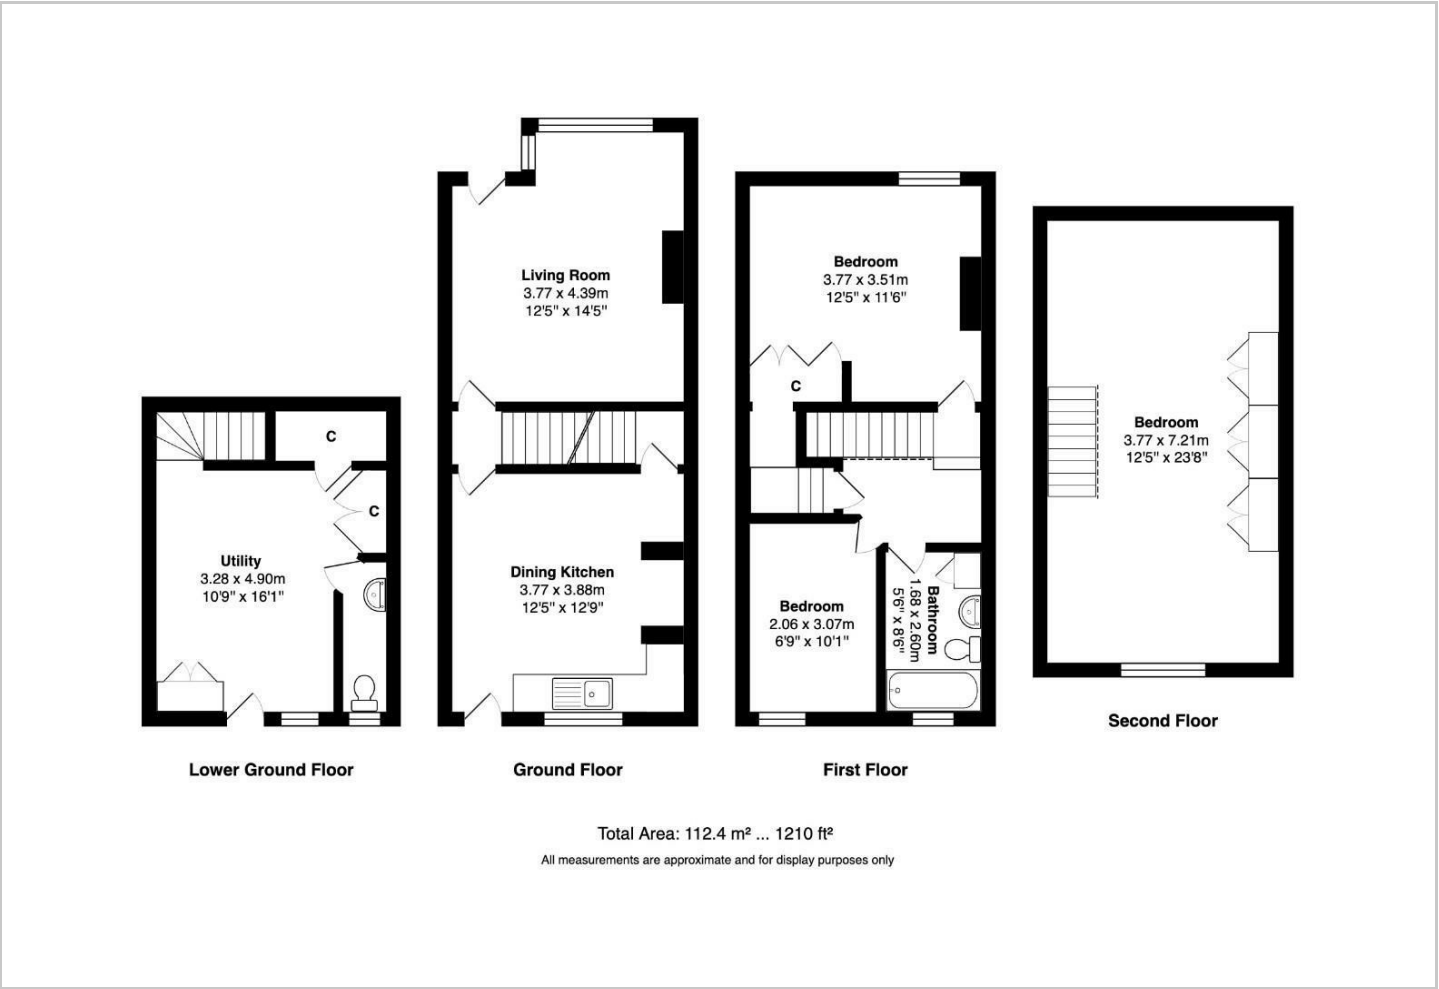 C
C
Utility
3.28 x 4.90m
10'9" x 16'1"
Lower Ground Floor
Living Room
3.77 x 4.39m
12'5" x 14'5"
Dining Kitchen
3.77 x 3.88m
12'5" x 12'9"
Ground Floor
Bedroom
3.77 x 3.51m
12'5" x 11'6"
C
Bedroom
2.06 x 3.07m
6'9" x 10'1"
Bathroom
1.68 x 2.60m
5'6" x 8'6"
First Floor
Bedroom
3.77 x 7.21m
12'5" x 23'8"
Second Floor
Total Area: 112.4 m² ... 1210 ft²
All measurements are approximate and for display purposes only